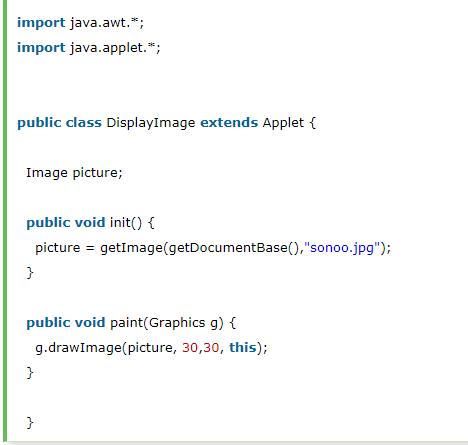 import java.awt.*;
import java.applet.*;
public class DisplayImage extends Applet {
Image picture;
public void init() {
picture = getImage(getDocumentBase(),"sonoo.jpg");
}
public void paint(Graphics g) {
g.drawImage(picture, 30,30, this);
}
}